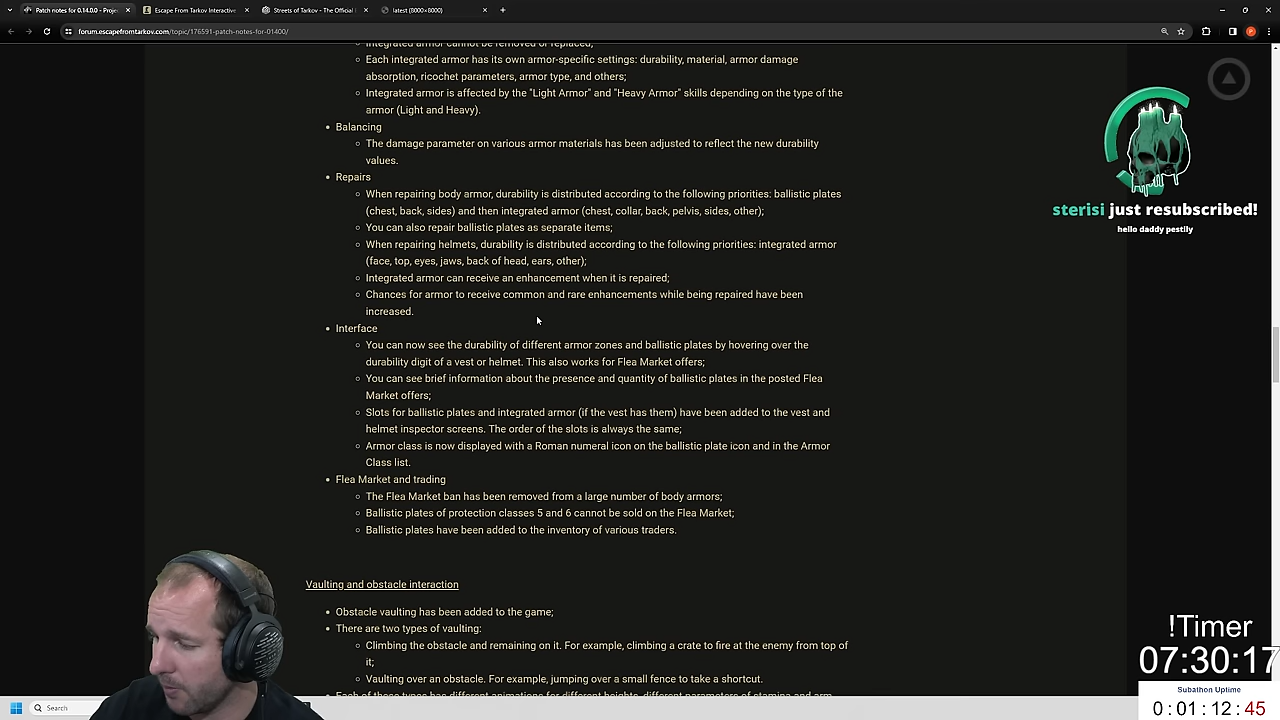 Patch notes for 0.14.0.0 - Proje
Escape From Tarkov Interactive
Streets of Tarkov - The Official
latest (8000×8000)
forum.escapefromtarkov.com/topic/176591-patch-notes-for-01400/
Integrated armor cannot be removed or replaced;
Each integrated armor has its own armor-specific settings: durability, material, armor damage
absorption, ricochet parameters, armor type, and others;
Integrated armor is affected by the "Light Armor" and "Heavy Armor" skills depending on the type of the
armor (Light and Heavy).
Balancing
The damage parameter on various armor materials has been adjusted to reflect the new durability
values.
Repairs
When repairing body armor, durability is distributed according to the following priorities: ballistic plates
(chest, back, sides) and then integrated armor (chest, collar, back, pelvis, sides, other);
You can also repair ballistic plates as separate items;
When repairing helmets, durability is distributed according to the following priorities: integrated armor
(face, top, eyes, jaws, back of head, ears, other);
Integrated armor can receive an enhancement when it is repaired;
Chances for armor to receive common and rare enhancements while being repaired have been
increased.
Interface
You can now see the durability of different armor zones and ballistic plates by hovering over the
durability digit of a vest or helmet. This also works for Flea Market offers;
You can see brief information about the presence and quantity of ballistic plates in the posted Flea
Market offers;
Slots for ballistic plates and integrated armor (if the vest has them) have been added to the vest and
helmet inspector screens. The order of the slots is always the same;
Armor class is now displayed with a Roman numeral icon on the ballistic plate icon and in the Armor
Class list.
Flea Market and trading
The Flea Market ban has been removed from a large number of body armors;
Ballistic plates of protection classes 5 and 6 cannot be sold on the Flea Market;
Ballistic plates have been added to the inventory of various traders.
Vaulting and obstacle interaction
Obstacle vaulting has been added to the game;
There are two types of vaulting:
Climbing the obstacle and remaining on it. For example, climbing a crate to fire at the enemy from top of
it;
Vaulting over an obstacle. For example, jumping over a small fence to take a shortcut.
Each of these types has different animations for different heights, different parameters of stamina and arm
sterisi just resubscribed!
hello daddy pestily
!Timer
07:30:17
Subathon Uptime
0:01:12:45
Search